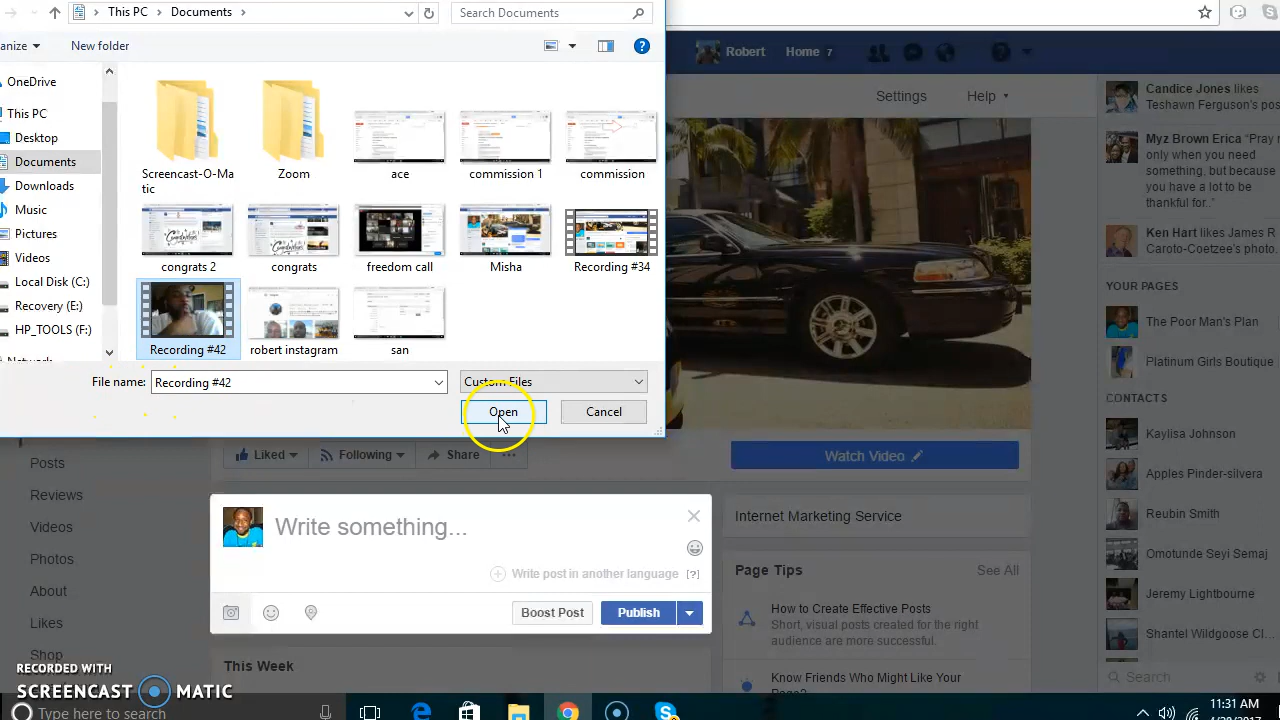 This PC > Documents >
Search Documents
anize
New folder
OneDrive
This PC
Desktop
Documents
Downloads
Music
Pictures
Videos
Local Disk (C:)
Recovery (E:)
HP_TOOLS (F:)
Screencast-O-Ma
tic
Zoom
ace
commission 1
commission
congrats 2
congrats
freedom call
Misha
Recording #34
Recording #42
robert instagram
san
File name:
Recording #42
Custom Files
Open
Cancel
Robert
Home 7
Settings
Help
Candice Jones likes
Teshawn Ferguson's post.
Myz Brown Erica "Pray
only when you need
something, but because
you have a lot to be
thankful for.."
Ken Hart likes James R
Caroto-Coetzee's photo.
YOUR PAGES
The Poor Man's Plan
Platinum Girls Boutique
CONTACTS
Kaylisa Johnson
Apples Pinder-silvera
Reubin Smith
Omotunde Seyi Semaj
Jeremy Lightbourne
Shantel Wildgoose Cl...
Search
Posts
Reviews
Videos
Photos
About
Likes
Shop
Liked
Following
Share
...
Watch Video
Write something...
Write post in another language [?]
Boost Post
Publish
This Week
Internet Marketing Service
Page Tips
See All
How to Create Effective Posts
Short, visual posts created for the right
audience are more successful.
Know Friends Who Might Like Your
RECORDED WITH
SCREENCAST MATIC
Type here to search
11:31 AM